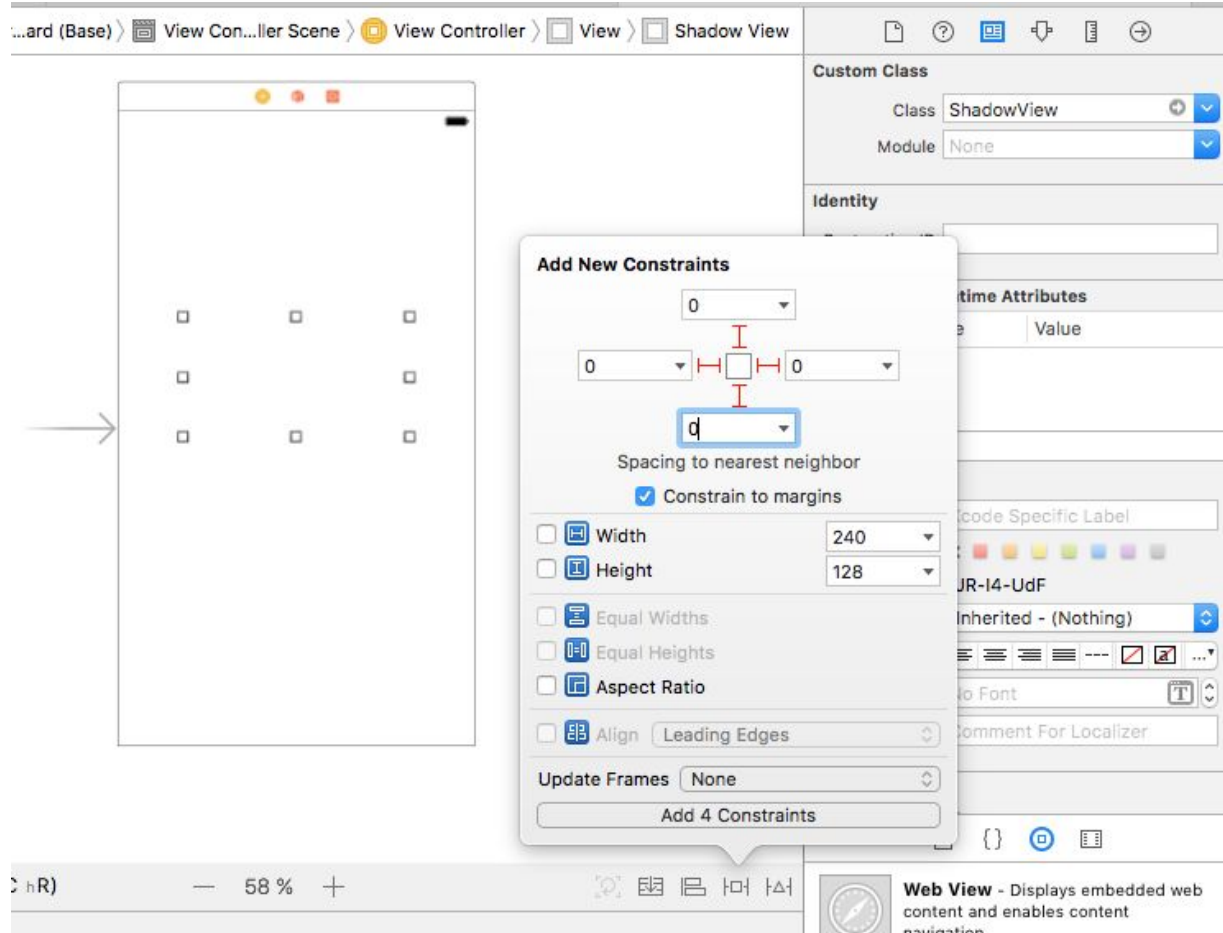 ...ard (Base) 〉 View Con...ller Scene 〉 View Controller 〉 View 〉 Shadow View
Custom Class
Class ShadowView
Module None
Identity
Add New Constraints
0
time Attributes
Value
0 0
0
Spacing to nearest neighbor
Constrain to margins
Xcode Specific Label
Width 240
Height 128
JR-I4-UdF
Equal Widths
Inherited - (Nothing)
Equal Heights
Aspect Ratio
No Font
Align Leading Edges
Comment For Localizer
Update Frames None
Add 4 Constraints
{}
hR) — 58 % +
Web View - Displays embedded web
content and enables content
navigation